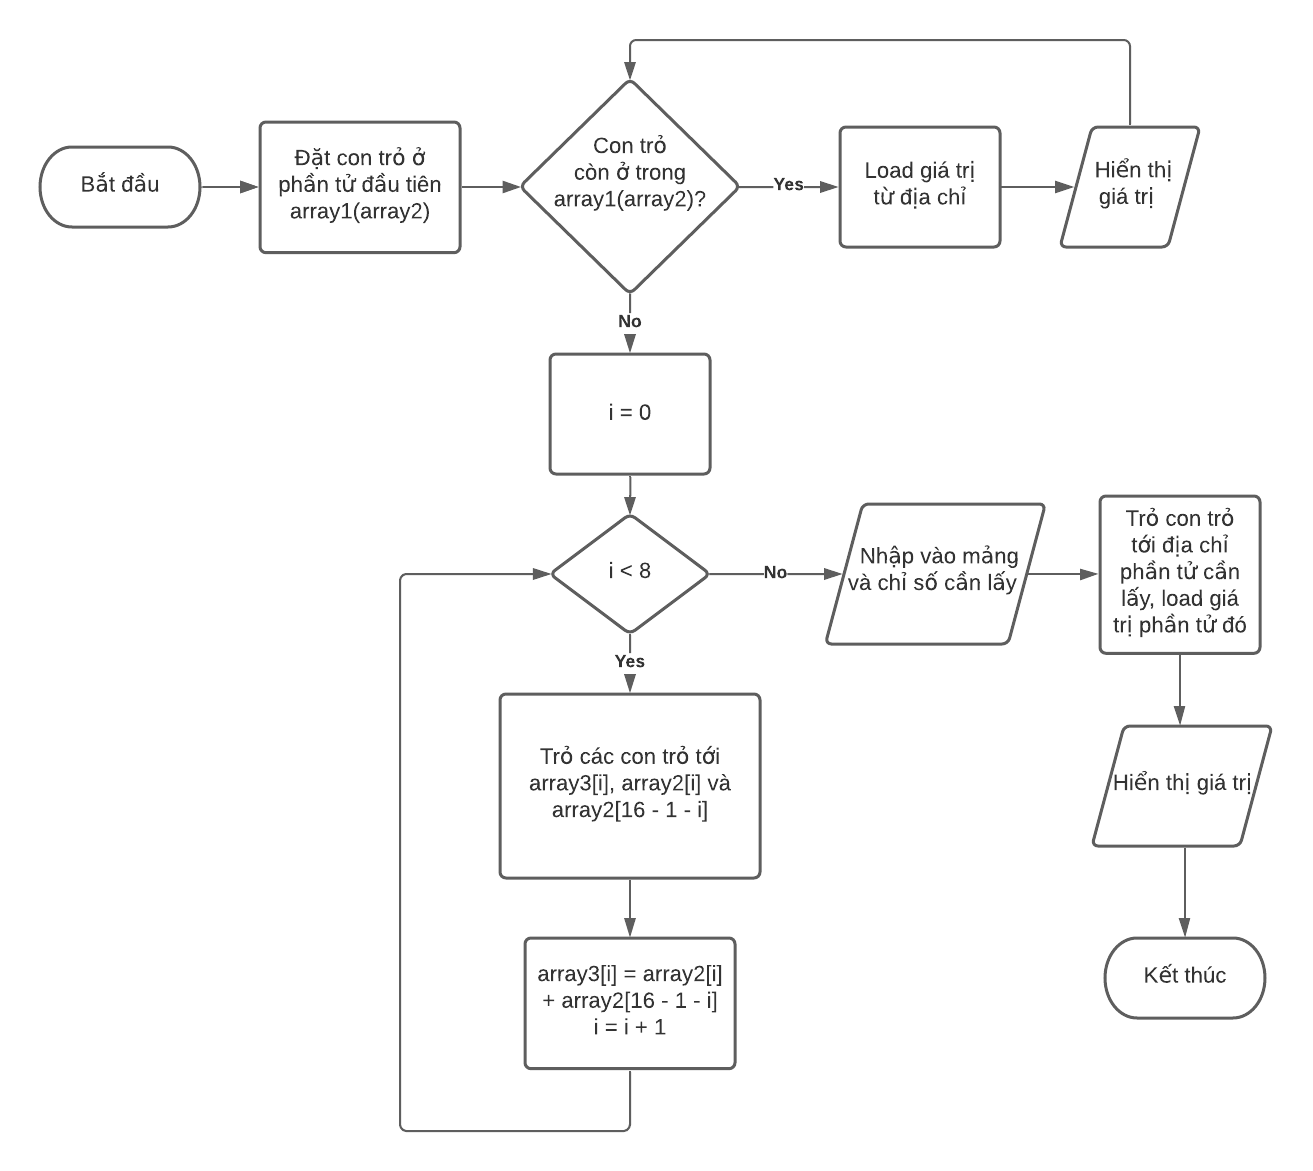 Bắt đầu
Đặt con trỏ ở
phần tử đầu tiên
array1(array2)
Con trỏ
còn ở trong
array1(array2)?
Yes
Load giá trị
từ địa chỉ
Hiển thị
giá trị
No
i = 0
i < 8
No
Nhập vào mảng
và chỉ số cần lấy
Trỏ con trỏ
tới địa chỉ
phần tử cần
lấy, load giá
trị phần tử đó
Yes
Trỏ các con trỏ tới
array3[i], array2[i] và
array2[16 - 1 - i]
Hiển thị giá trị
array3[i] = array2[i]
+ array2[16 - 1 - i]
i = i + 1
Kết thúc